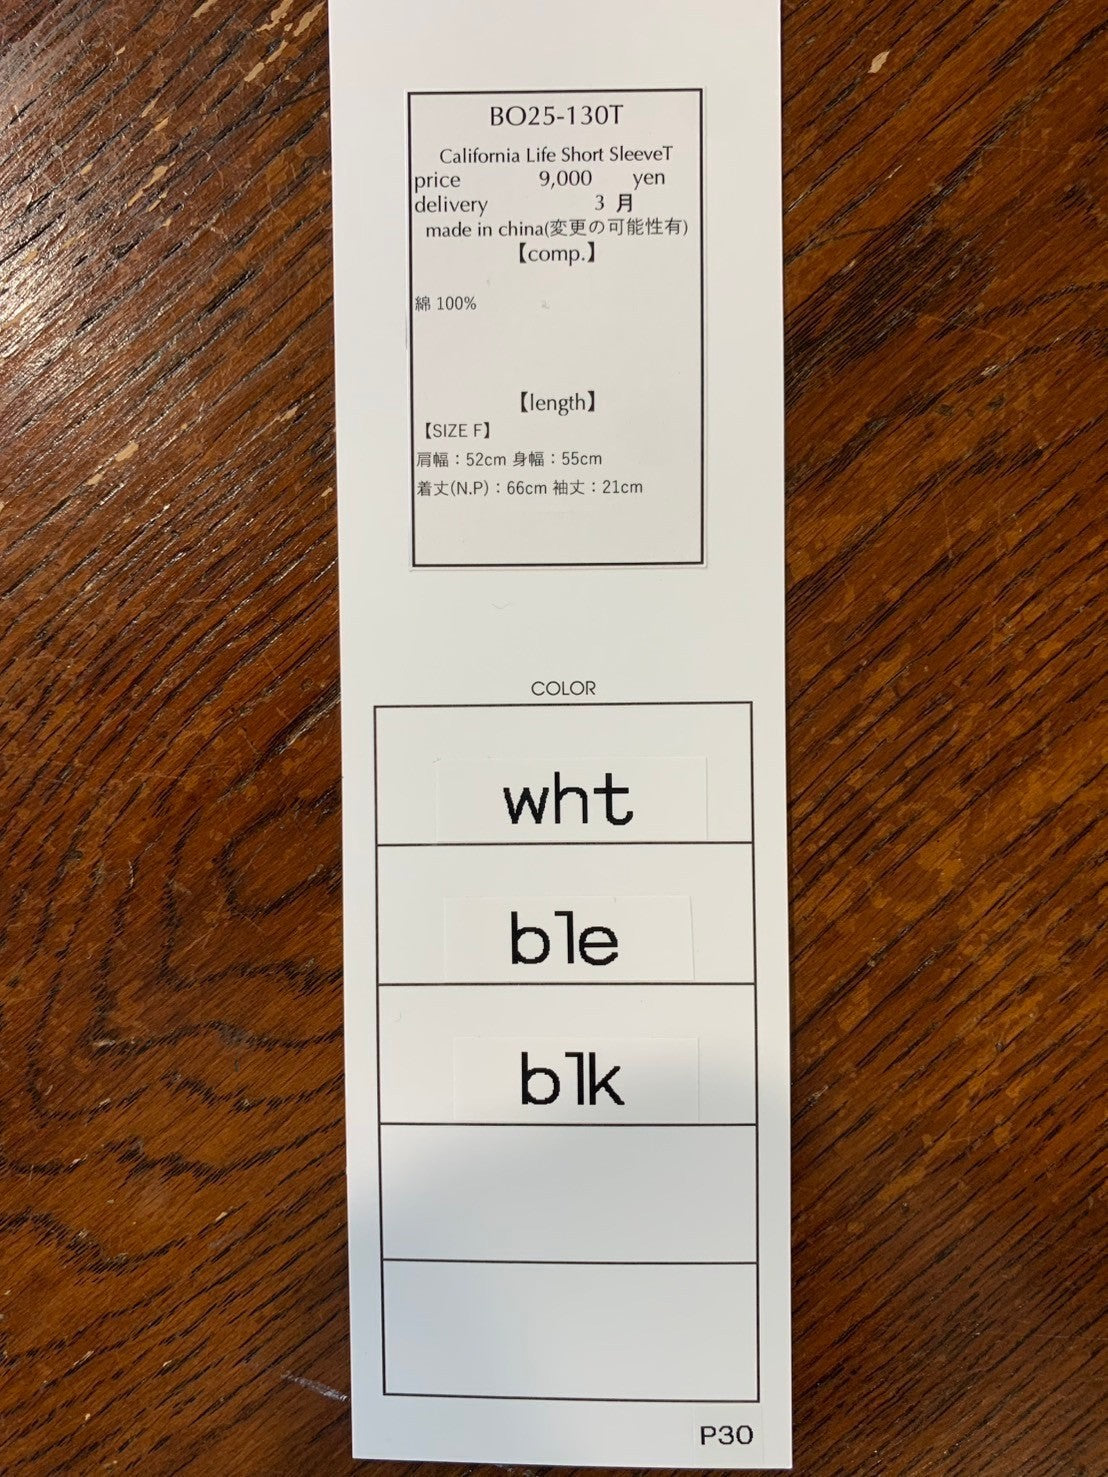 BO25-130T
California Life Short SleeveT
price 9,000 yen
delivery 3 月
made in china(変更の可能性有)
【comp.】
綿 100%
【length】
【SIZE F】
肩幅：52cm 身幅：55cm
着丈(N.P)：66cm 袖丈：21cm
COLOR
wht
ble
blk
P30